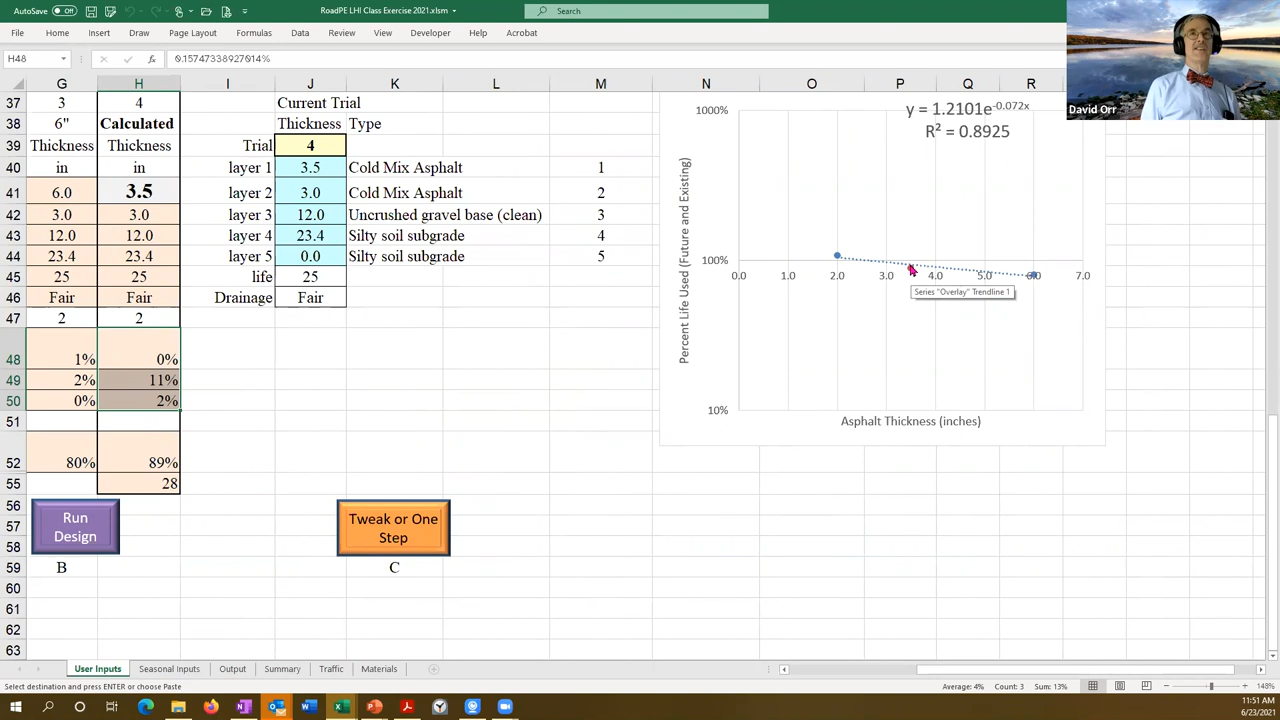 AutoSave Off RoadPE LHI Class Exercise 2021.xlsm Search
File Home Insert Draw Page Layout Formulas Data Review View Developer Help Acrobat
H48 fx 0.15747338927014%
David Orr
G H I J K L M N O P Q R
37 3 4 Current Trial
38 6" Calculated Thickness Type
39 Thickness Thickness Trial 4
40 in in layer 1 3.5 Cold Mix Asphalt 1
41 6.0 3.5 layer 2 3.0 Cold Mix Asphalt 2
42 3.0 3.0 layer 3 12.0 Uncrushed gravel base (clean) 3
43 12.0 12.0 layer 4 23.4 Silty soil subgrade 4
44 23.4 23.4 layer 5 0.0 Silty soil subgrade 5
45 25 25 life 25
46 Fair Fair Drainage Fair
47 2 2
48 1% 0%
49 2% 11%
50 0% 2%
51
52 80% 89%
55 28
56
57
58
Run Design
Tweak or One Step
59 B C
60
61
62
63
1000%
y = 1.2101e-0.072x
R² = 0.8925
Percent Life Used (Future and Existing)
100%
0.0 1.0 2.0 3.0 4.0 5.0 6.0 7.0
Series "Overlay" Trendline 1
10%
Asphalt Thickness (inches)
User Inputs Seasonal Inputs Output Summary Traffic Materials
Select destination and press ENTER or choose Paste Average: 4% Count: 3 Sum: 13% 148%
11:51 AM
6/23/2021